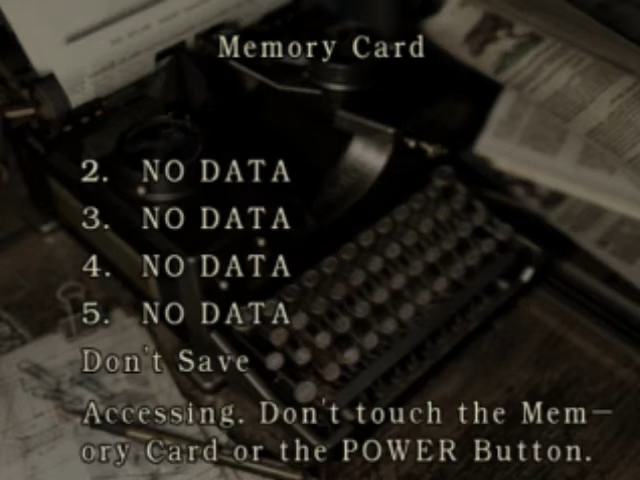 Memory Card
2. NO DATA
3. NO DATA
4. NO DATA
5. NO DATA
Don't Save
Accessing. Don't touch the Mem-
ory Card or the POWER Button.